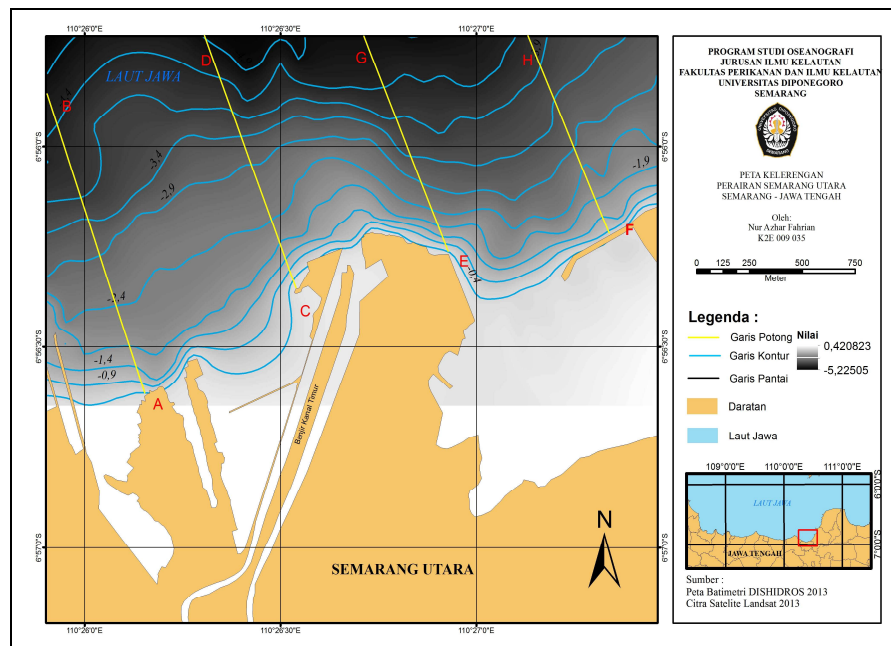 110°26'0"E
110°26'30"E
110°27'0"E
G
D
H
LAUT JAWA
B
-3,4
-2,9
-1,9
6°56'0"S
6°56'0"S
F
E
-0,4
C
-2,4
-1,4
-0,9
6°56'30"S
6°56'30"S
A
Banjir Kanal Timur
N
6°57'0"S
6°57'0"S
SEMARANG UTARA
110°26'0"E
110°26'30"E
110°27'0"E
PROGRAM STUDI OSEANOGRAFI
JURUSAN ILMU KELAUTAN
FAKULTAS PERIKANAN DAN ILMU KELAUTAN
UNIVERSITAS DIPONEGORO
SEMARANG
PETA KELERENGAN
PERAIRAN SEMARANG UTARA
SEMARANG - JAWA TENGAH
Oleh:
Nur Azhar Fahrian
K2E 009 035
0 125 250 500 750
Meter
Legenda :
Garis Potong
Garis Kontur
Garis Pantai
Daratan
Laut Jawa
Nilai
0,420823
-5,22505
109°0'0"E
110°0'0"E
111°0'0"E
6°0'0"S
7°0'0"S
LAUT JAWA
JAWA TENGAH
Sumber :
Peta Batimetri DISHIDROS 2013
Citra Satelite Landsat 2013